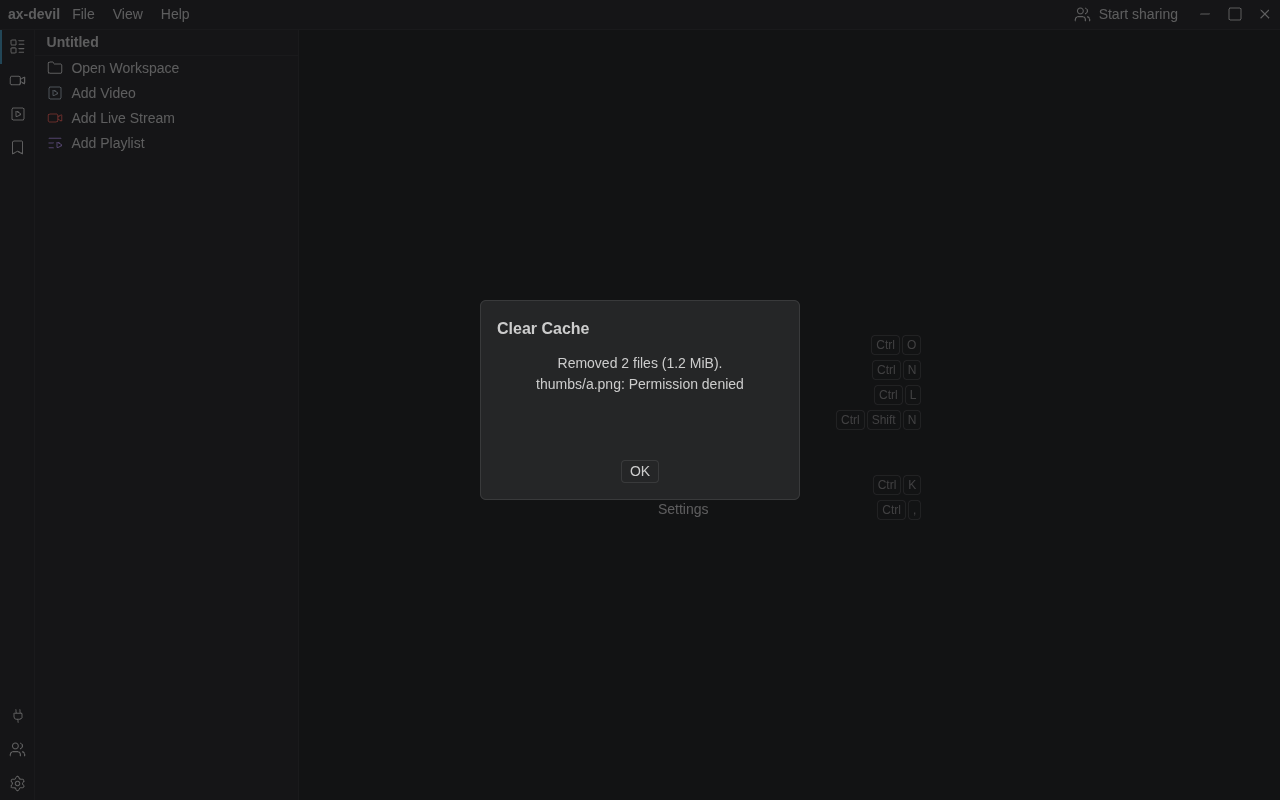 ax-devil File View Help Start sharing
Untitled
Open Workspace
Add Video
Add Live Stream
Add Playlist
Clear Cache
Removed 2 files (1.2 MiB).
thumbs/a.png: Permission denied
OK
Ctrl O
Ctrl N
Ctrl L
Ctrl Shift N
Ctrl K
Settings Ctrl ,